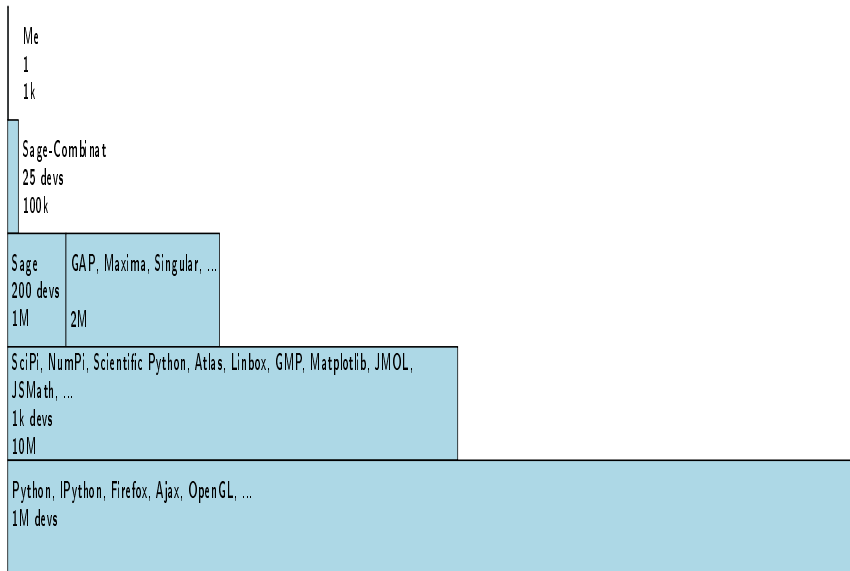 Me
1
1k
Sage-Combinat
25 devs
100k
Sage
200 devs
1M
GAP, Maxima, Singular, ...
2M
SciPi, NumPi, Scientific Python, Atlas, Linbox, GMP, Matplotlib, JMOL,
JSMath, ...
1k devs
10M
Python, IPython, Firefox, Ajax, OpenGL, ...
1M devs